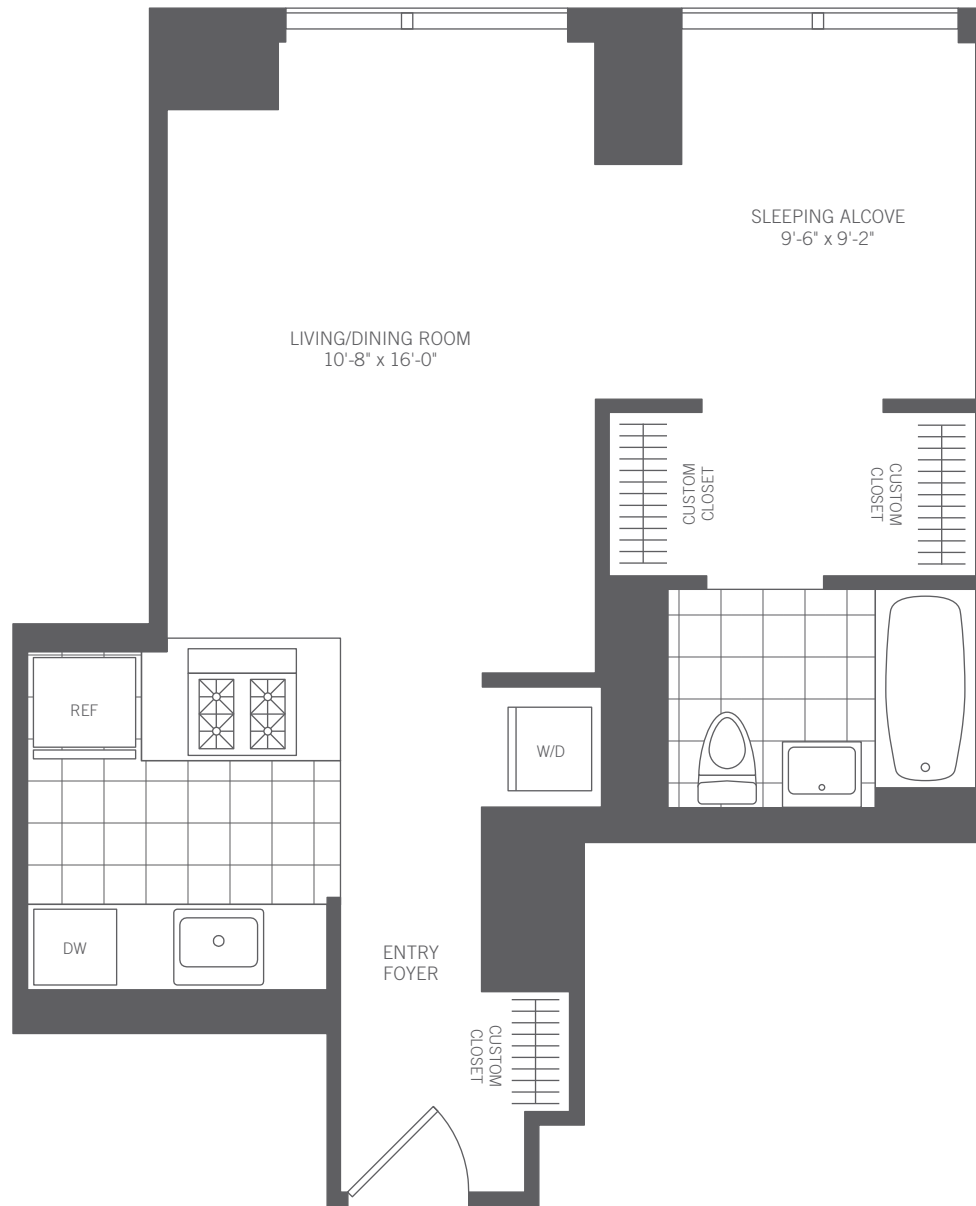 SLEEPING ALCOVE
9'-6" x 9'-2"
LIVING/DINING ROOM
10'-8" x 16'-0"
CUSTOM
CLOSET
CUSTOM
CLOSET
REF
W/D
DW
ENTRY
FOYER
CUSTOM
CLOSET